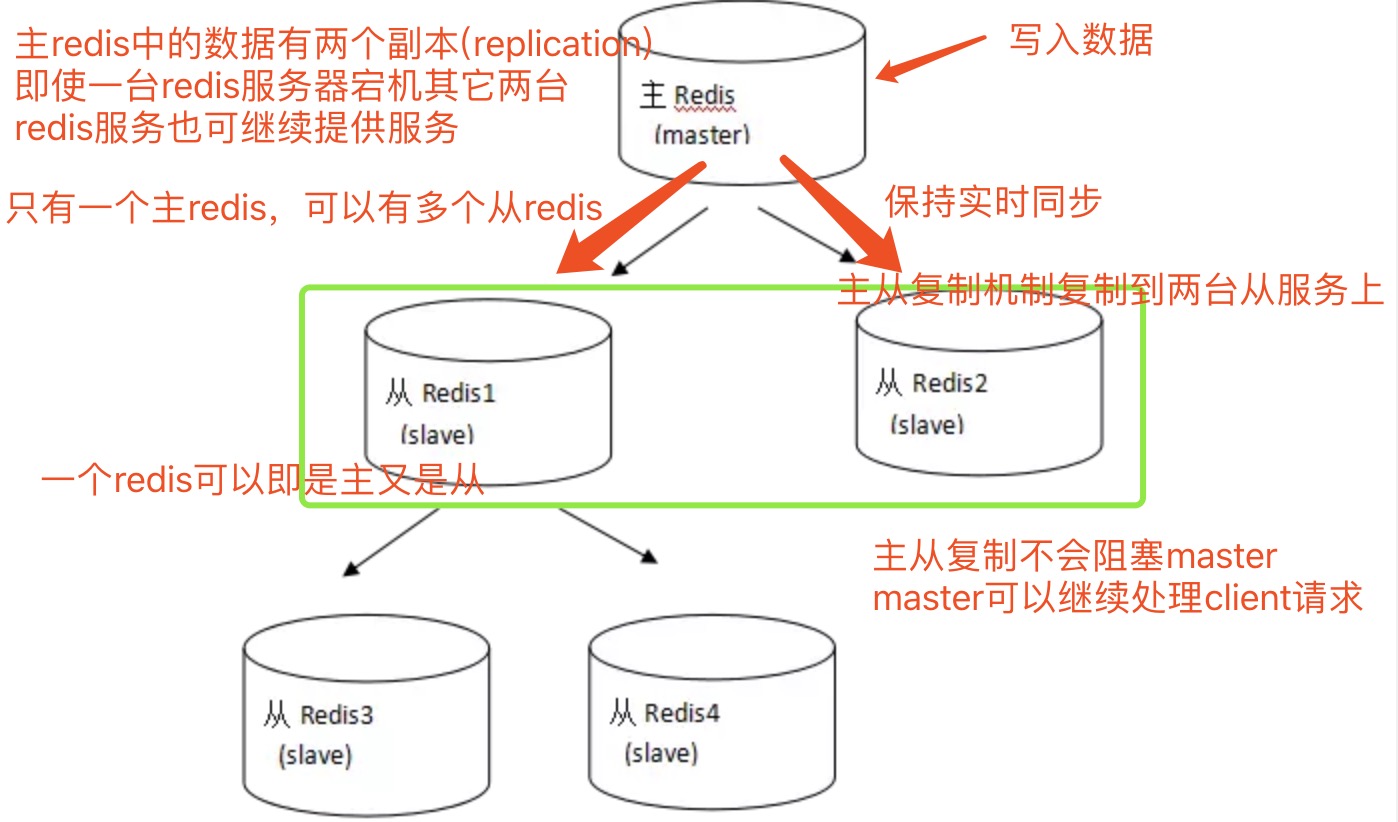 主redis中的数据有两个副本(replication)
即使一台redis服务器宕机其它两台
redis服务也可继续提供服务
写入数据
主 Redis
(master)
只有一个主redis，可以有多个从redis
保持实时同步
主从复制机制复制到两台从服务上
从 Redis1
(slave)
从 Redis2
(slave)
一个redis可以即是主又是从
主从复制不会阻塞master
master可以继续处理client请求
从 Redis3
(slave)
从 Redis4
(slave)